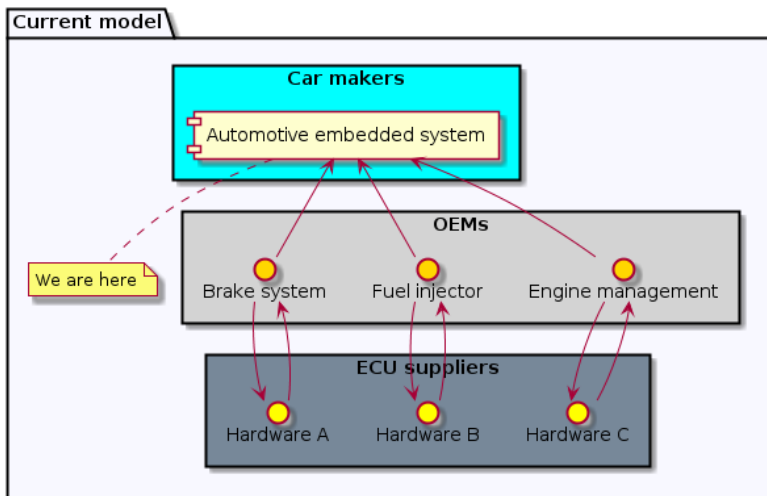 Current model
Car makers
Automotive embedded system
OEMs
We are here
Brake system
Fuel injector
Engine management
ECU suppliers
Hardware A
Hardware B
Hardware C